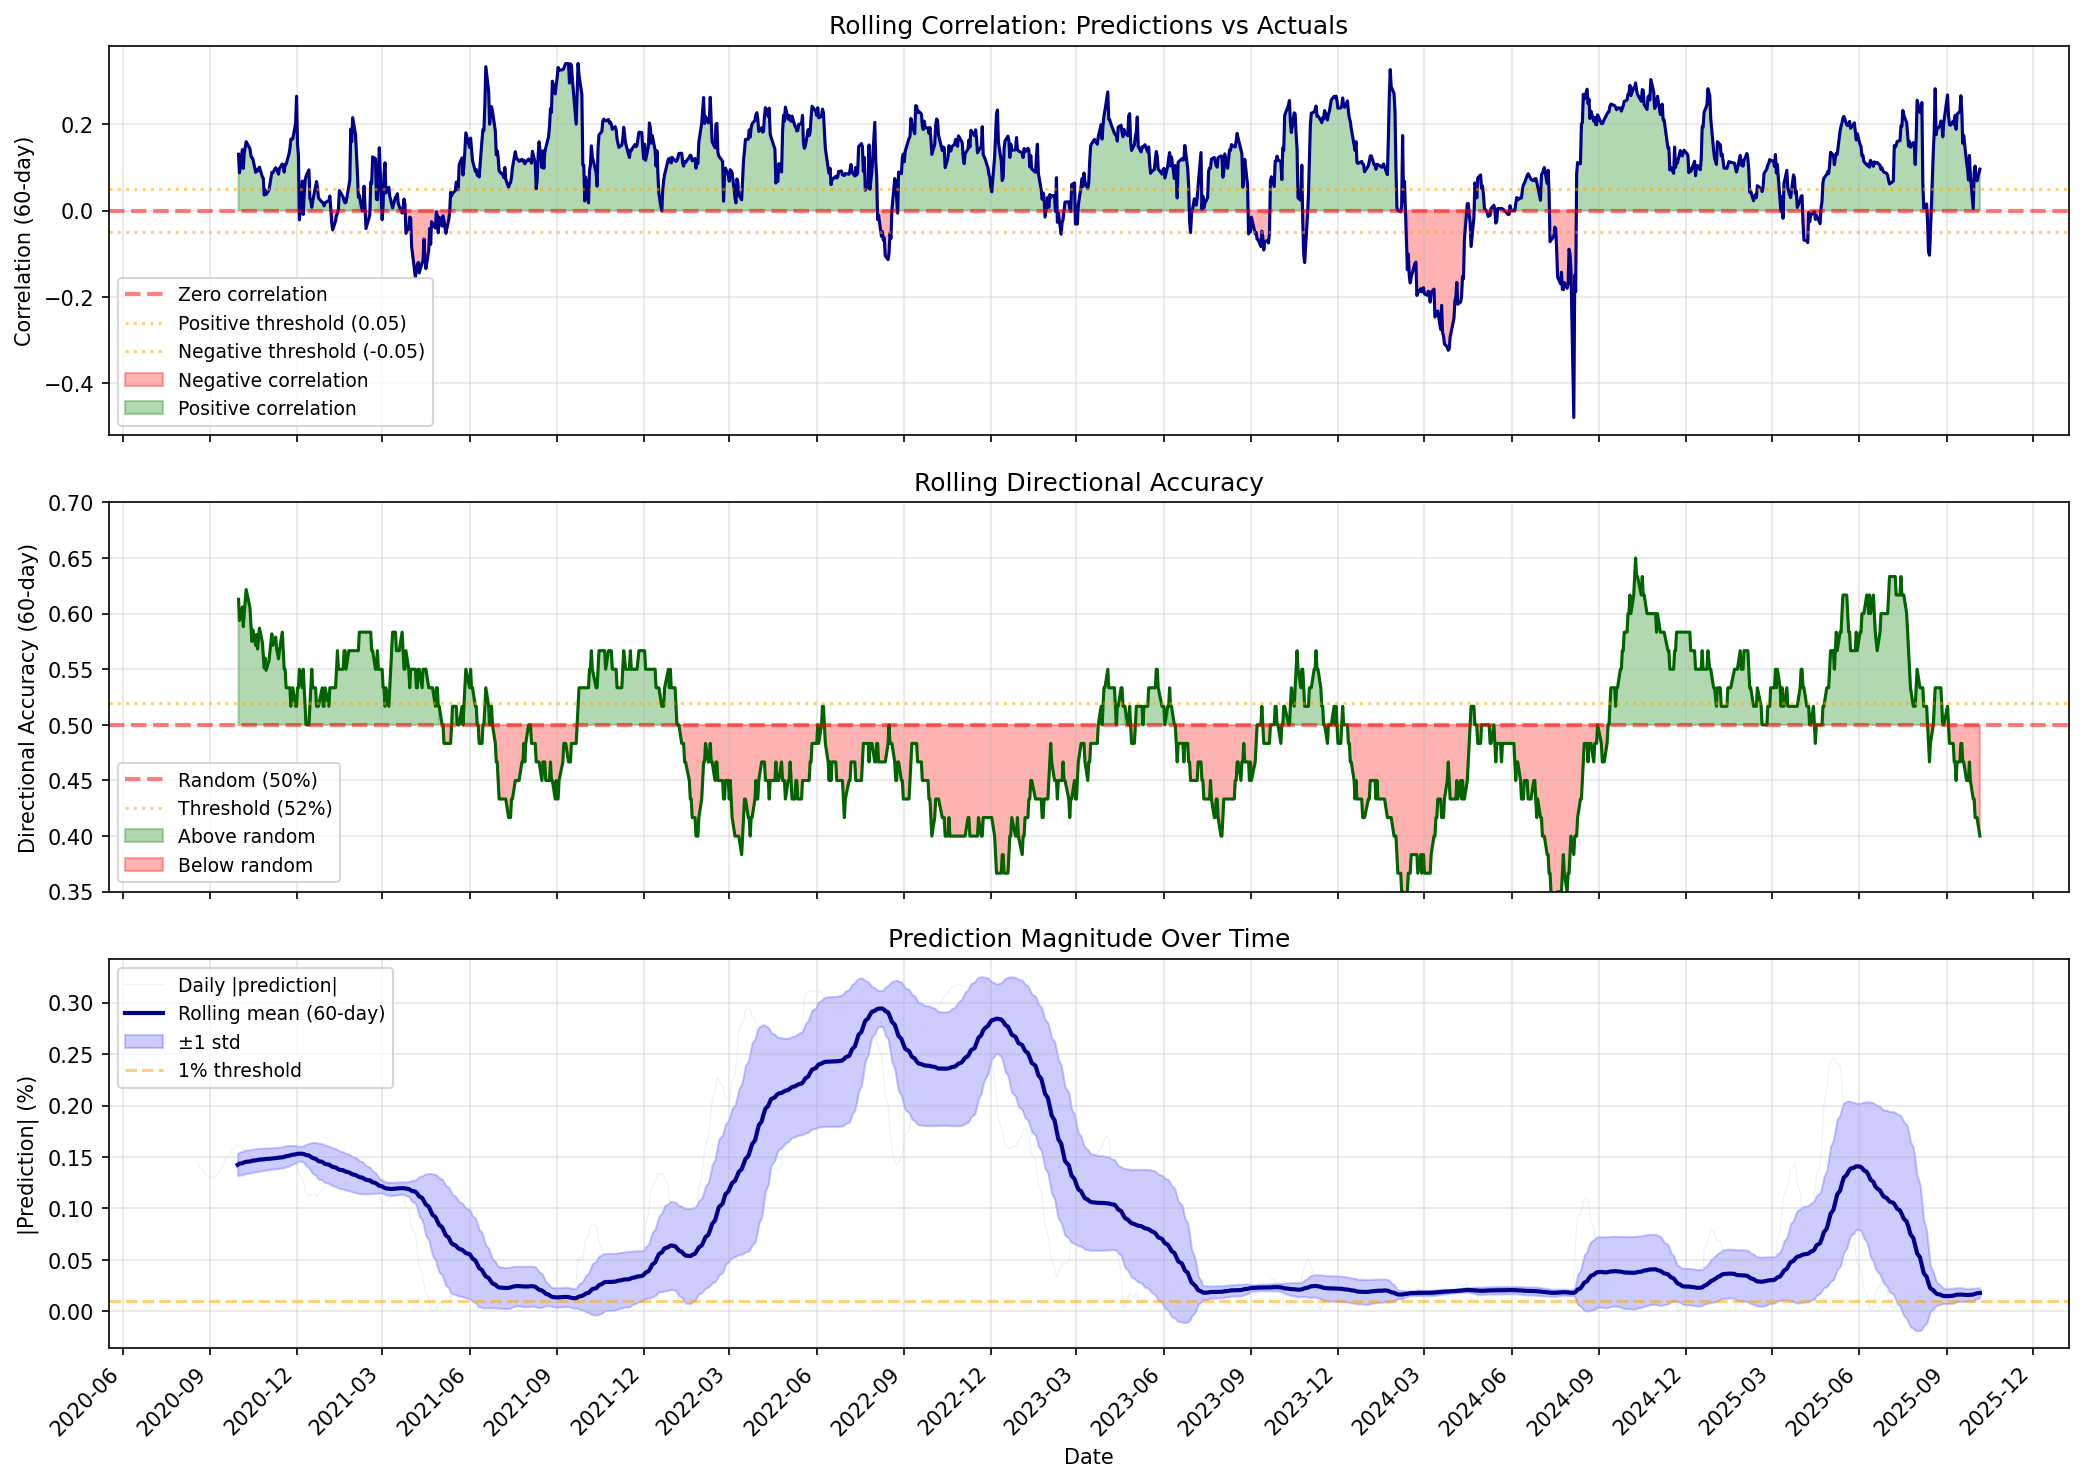 Rolling Correlation: Predictions vs Actuals
Correlation (60-day)
0.2
0.0
−0.2
−0.4
Zero correlation
Positive threshold (0.05)
Negative threshold (-0.05)
Negative correlation
Positive correlation
Rolling Directional Accuracy
Directional Accuracy (60-day)
0.70
0.65
0.60
0.55
0.50
0.45
0.40
0.35
Random (50%)
Threshold (52%)
Above random
Below random
Prediction Magnitude Over Time
|Prediction| (%)
0.30
0.25
0.20
0.15
0.10
0.05
0.00
Daily |prediction|
Rolling mean (60-day)
±1 std
1% threshold
2020-06
2020-09
2020-12
2021-03
2021-06
2021-09
2021-12
2022-03
2022-06
2022-09
2022-12
2023-03
2023-06
2023-09
2023-12
2024-03
2024-06
2024-09
2024-12
2025-03
2025-06
2025-09
2025-12
Date